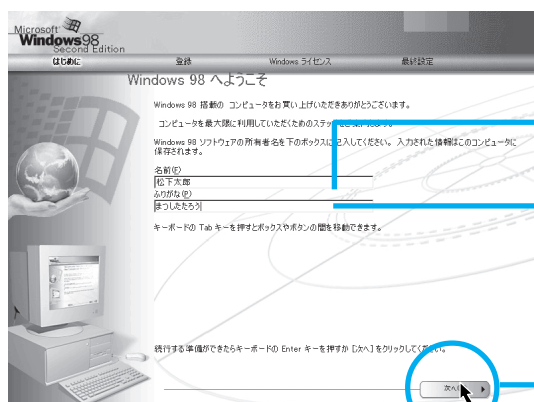 Microsoft
Windows98
Second Edition
はじめに 登録 Windows ライセンス 最終設定
Windows 98 へようこそ
Windows 98 搭載の コンピュータをお買い上げいただきありがとうございます。
コンピュータを最大限に利用していただくためのステップをご案内します。
Windows 98 ソフトウェアの所有者名を下のボックスに記入してください。 入力された情報はこのコンピュータに
保存されます。
名前(E)
松下太郎
ふりがな(P)
まつしたたろう
キーボードの Tab キーを押すとボックスやボタンの間を移動できます。
続行する準備ができたらキーボードの Enter キーを押すか [次へ] をクリックしてください。
次へ